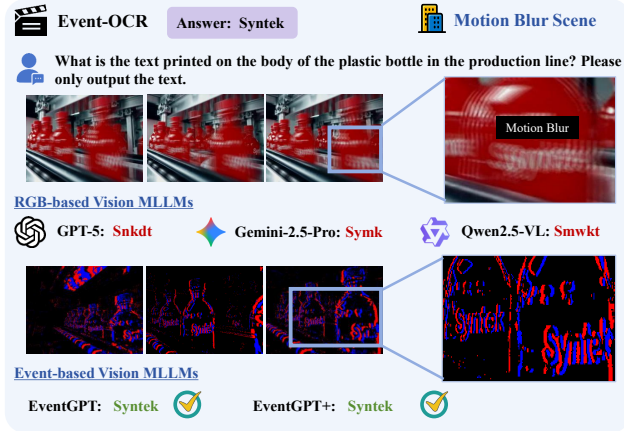 Event-OCR
Answer: Syntek
Motion Blur Scene
What is the text printed on the body of the plastic bottle in the production line? Please
only output the text.
Motion Blur
RGB-based Vision MLLMs
GPT-5: Snkdt
Gemini-2.5-Pro: Symk
Qwen2.5-VL: Smwkt
Event-based Vision MLLMs
EventGPT: Syntek
EventGPT+: Syntek